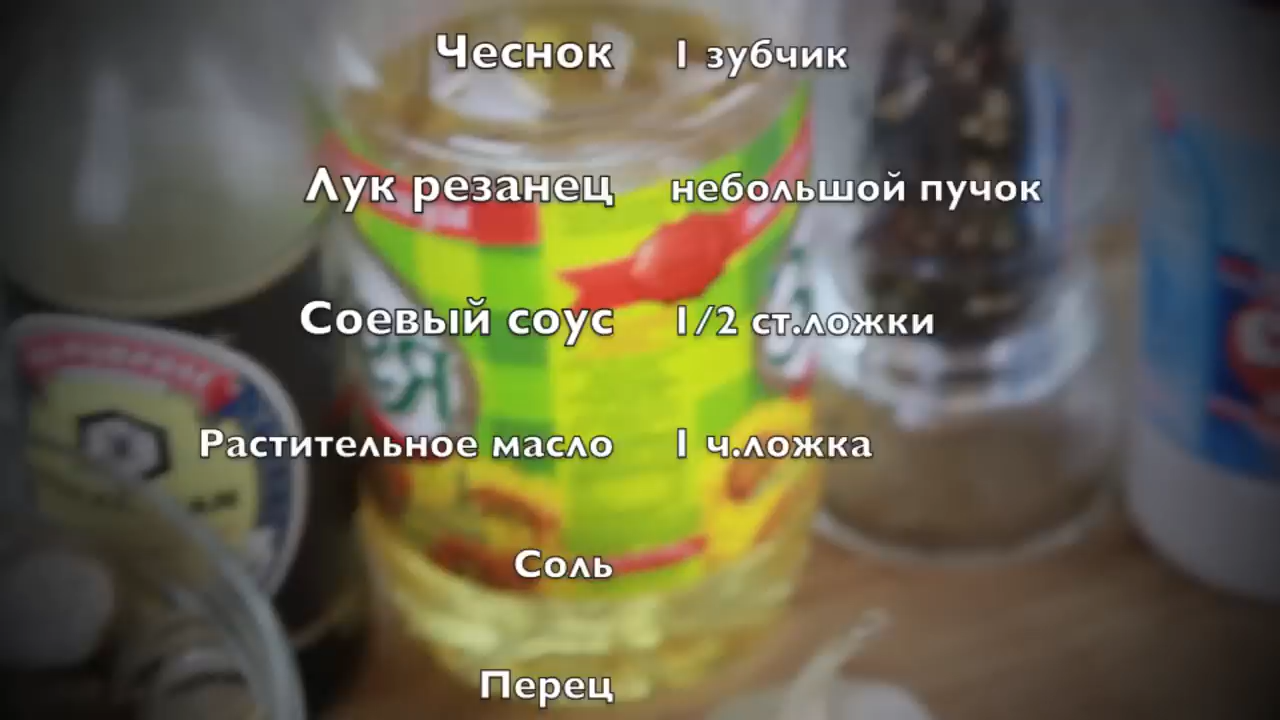 Чеснок 1 зубчик
Лук резанец небольшой пучок
Соевый соус 1/2 ст.ложки
Растительное масло 1 ч.ложка
Соль
Перец